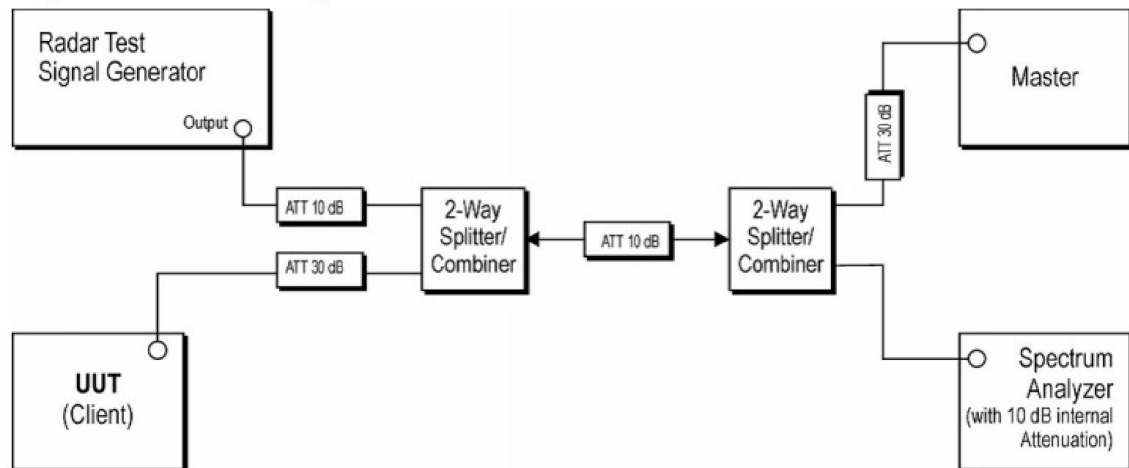 Radar Test
Signal Generator
Output
ATT 10 dB
ATT 30 dB
UUT
(Client)
2-Way
Splitter/
Combiner
ATT 10 dB
2-Way
Splitter/
Combiner
ATT 30 dB
Master
Spectrum
Analyzer
(with 10 dB internal
Attenuation)